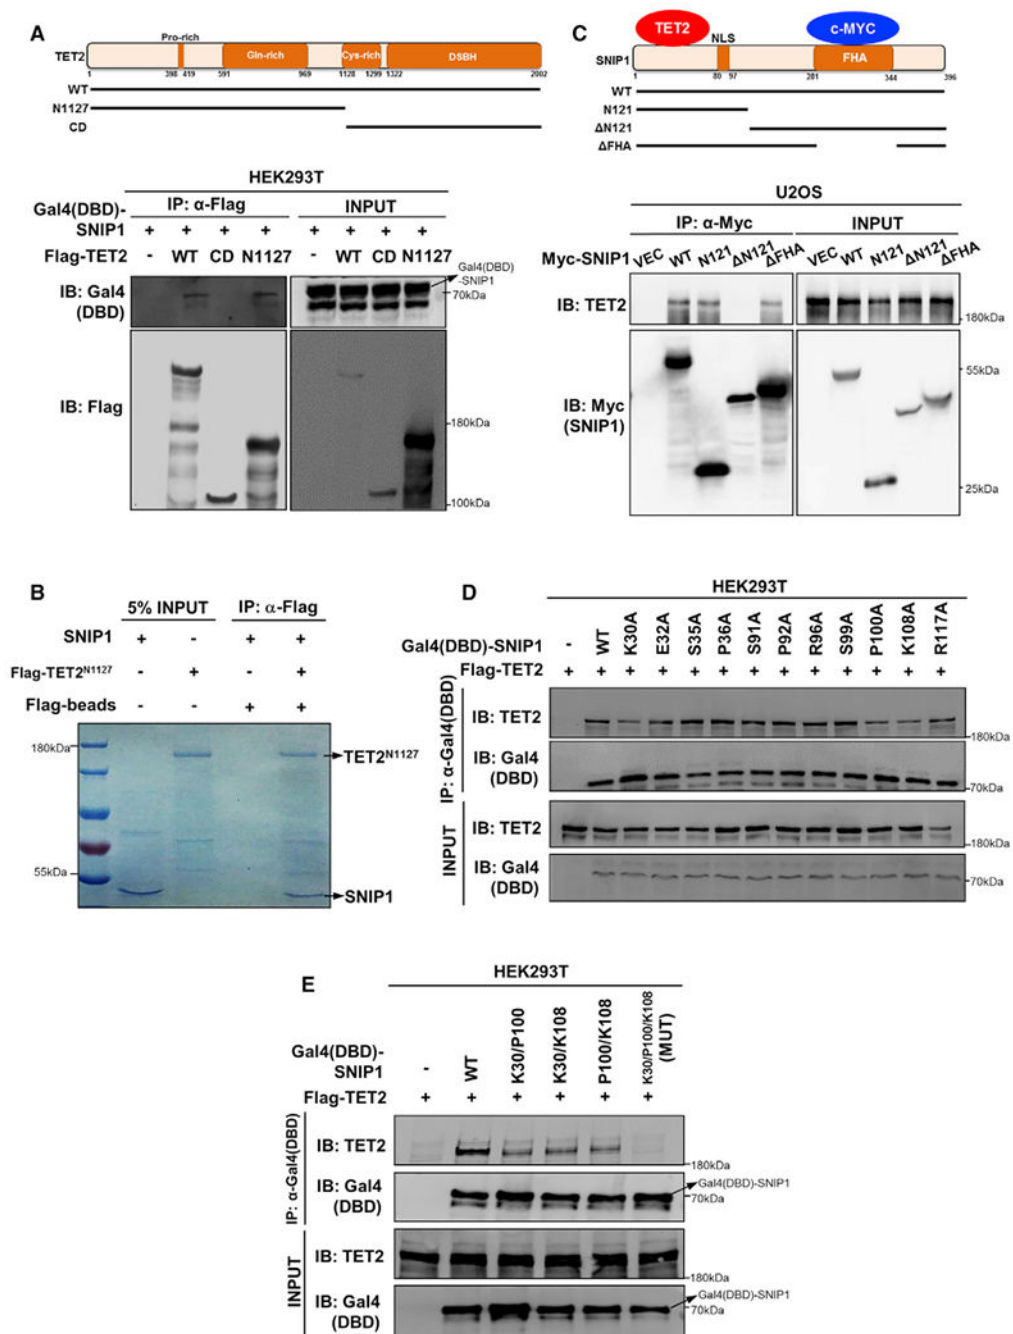 A
Pro-rich
TET2
Gln-rich
Cys-rich
DSBH
1 398 419 591 969 1128 1299 1322 2002
WT
N1127
CD
HEK293T
IP: α-Flag INPUT
Gal4(DBD)-
SNIP1 + + + + + + + +
Flag-TET2 - WT CD N1127 - WT CD N1127
IB: Gal4
(DBD)
Gal4(DBD)
-SNIP1
70kDa
IB: Flag
180kDa
100kDa
C
TET2
c-MYC
NLS
SNIP1
FHA
1 80 97 281 344 396
WT
N121
ΔN121
ΔFHA
U2OS
IP: α-Myc INPUT
Myc-SNIP1 VEC WT N121 ΔN121 ΔFHA VEC WT N121 ΔN121 ΔFHA
IB: TET2
180kDa
IB: Myc
(SNIP1)
55kDa
25kDa
B
5% INPUT IP: α-Flag
SNIP1 + - + +
Flag-TET2N1127 - + - +
Flag-beads - - + +
180kDa
TET2N1127
55kDa
SNIP1
D
HEK293T
Gal4(DBD)-SNIP1 - WT K30A E32A S35A P36A S91A P92A R96A S99A P100A K108A R117A
Flag-TET2 + + + + + + + + + + + + +
IP: α-Gal4(DBD)
IB: TET2
180kDa
IB: Gal4
(DBD)
70kDa
INPUT
IB: TET2
180kDa
IB: Gal4
(DBD)
70kDa
E
HEK293T
Gal4(DBD)-
SNIP1 - WT K30/P100 K30/K108 P100/K108 K30/P100/K108
(MUT)
Flag-TET2 + + + + + +
IP: α-Gal4(DBD)
IB: TET2
180kDa
IB: Gal4
(DBD)
Gal4(DBD)-SNIP1
70kDa
INPUT
IB: TET2
180kDa
IB: Gal4
(DBD)
Gal4(DBD)-SNIP1
70kDa